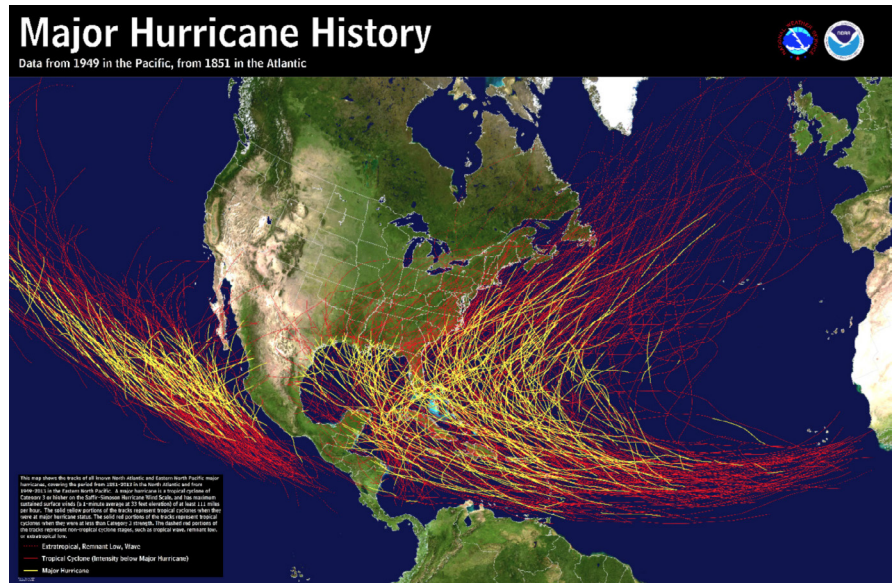 Major Hurricane History
Data from 1949 in the Pacific, from 1851 in the Atlantic
NOAA
This map shows the tracks of all known North Atlantic and Eastern North Pacific major
hurricanes, covering the period from 1851-2013 in the North Atlantic and from
1949-2013 in the Eastern North Pacific. A major hurricane is a tropical cyclone of
Category 3 or higher on the Saffir-Simpson Hurricane Wind Scale, and has maximum
sustained surface winds (a 1-minute average at 33 feet elevation) of at least 111 miles
per hour. The solid yellow portions of the tracks represent tropical cyclones when they
were at major hurricane status. The solid red portions of the tracks represent tropical
cyclones when they were at less than Category 3 strength. The dashed red portions of
the tracks represent non-tropical cyclone stages, such as tropical wave, remnant low,
or extratropical low.
Extratropical, Remnant Low, Wave
Tropical Cyclone (Intensity below Major Hurricane)
Major Hurricane